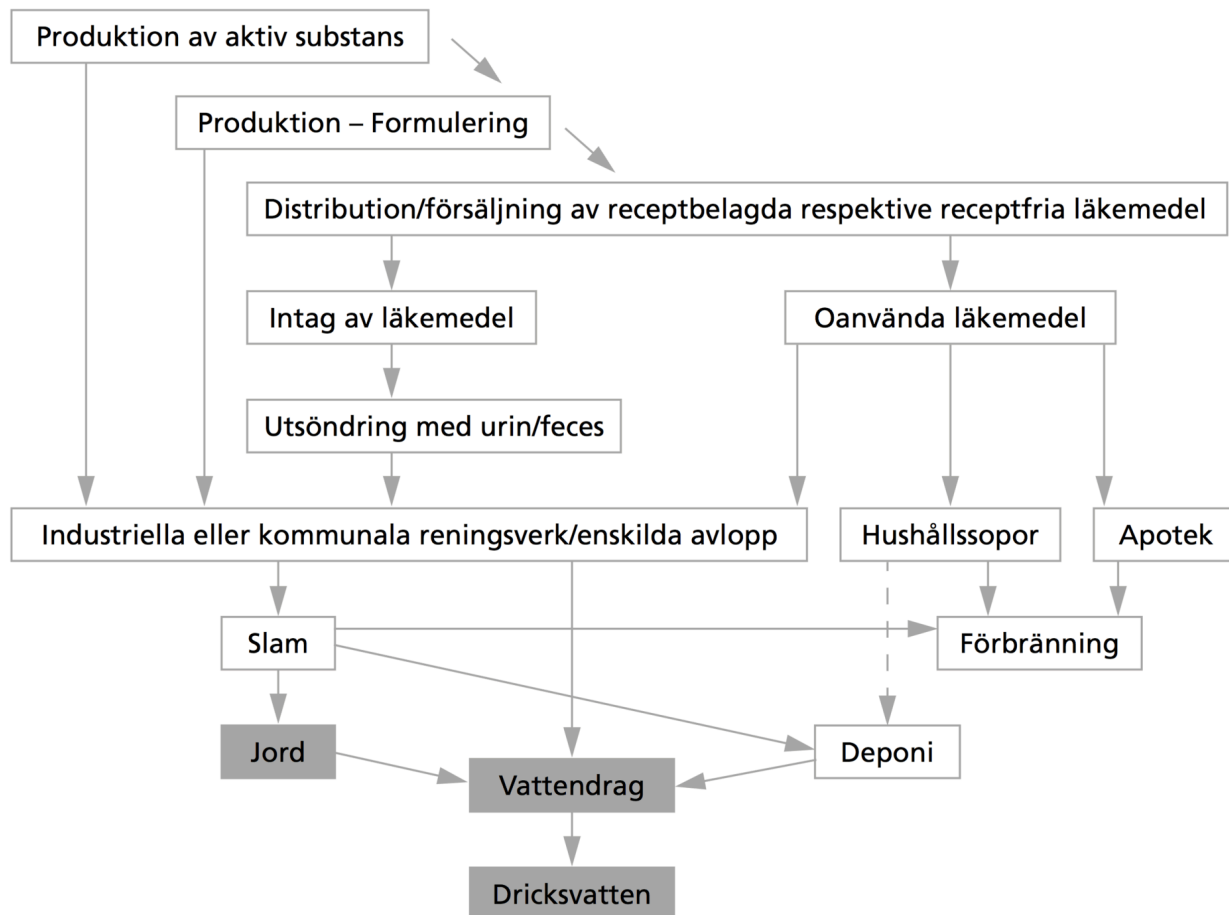 Produktion av aktiv substans
Produktion – Formulering
Distribution/försäljning av receptbelagda respektive receptfria läkemedel
Intag av läkemedel
Oanvända läkemedel
Utsöndring med urin/feces
Industriella eller kommunala reningsverk/enskilda avlopp
Hushållssopor
Apotek
Slam
Förbränning
Jord
Deponi
Vattendrag
Dricksvatten